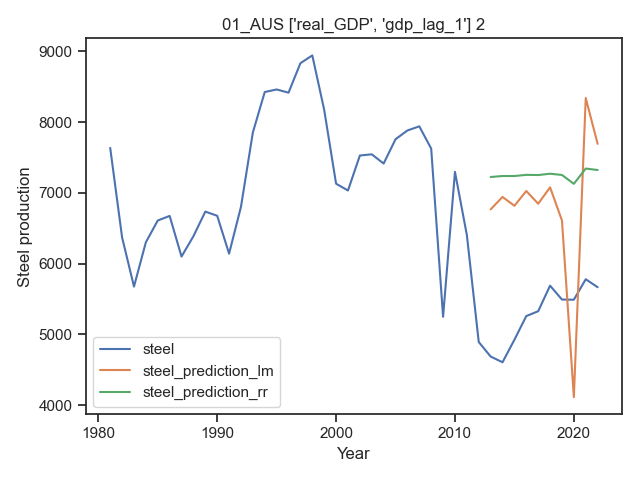 01_AUS ['real_GDP', 'gdp_lag_1'] 2
9000
8000
7000
6000
5000
4000
Steel production
steel
steel_prediction_lm
steel_prediction_rr
1980
1990
2000
2010
2020
Year